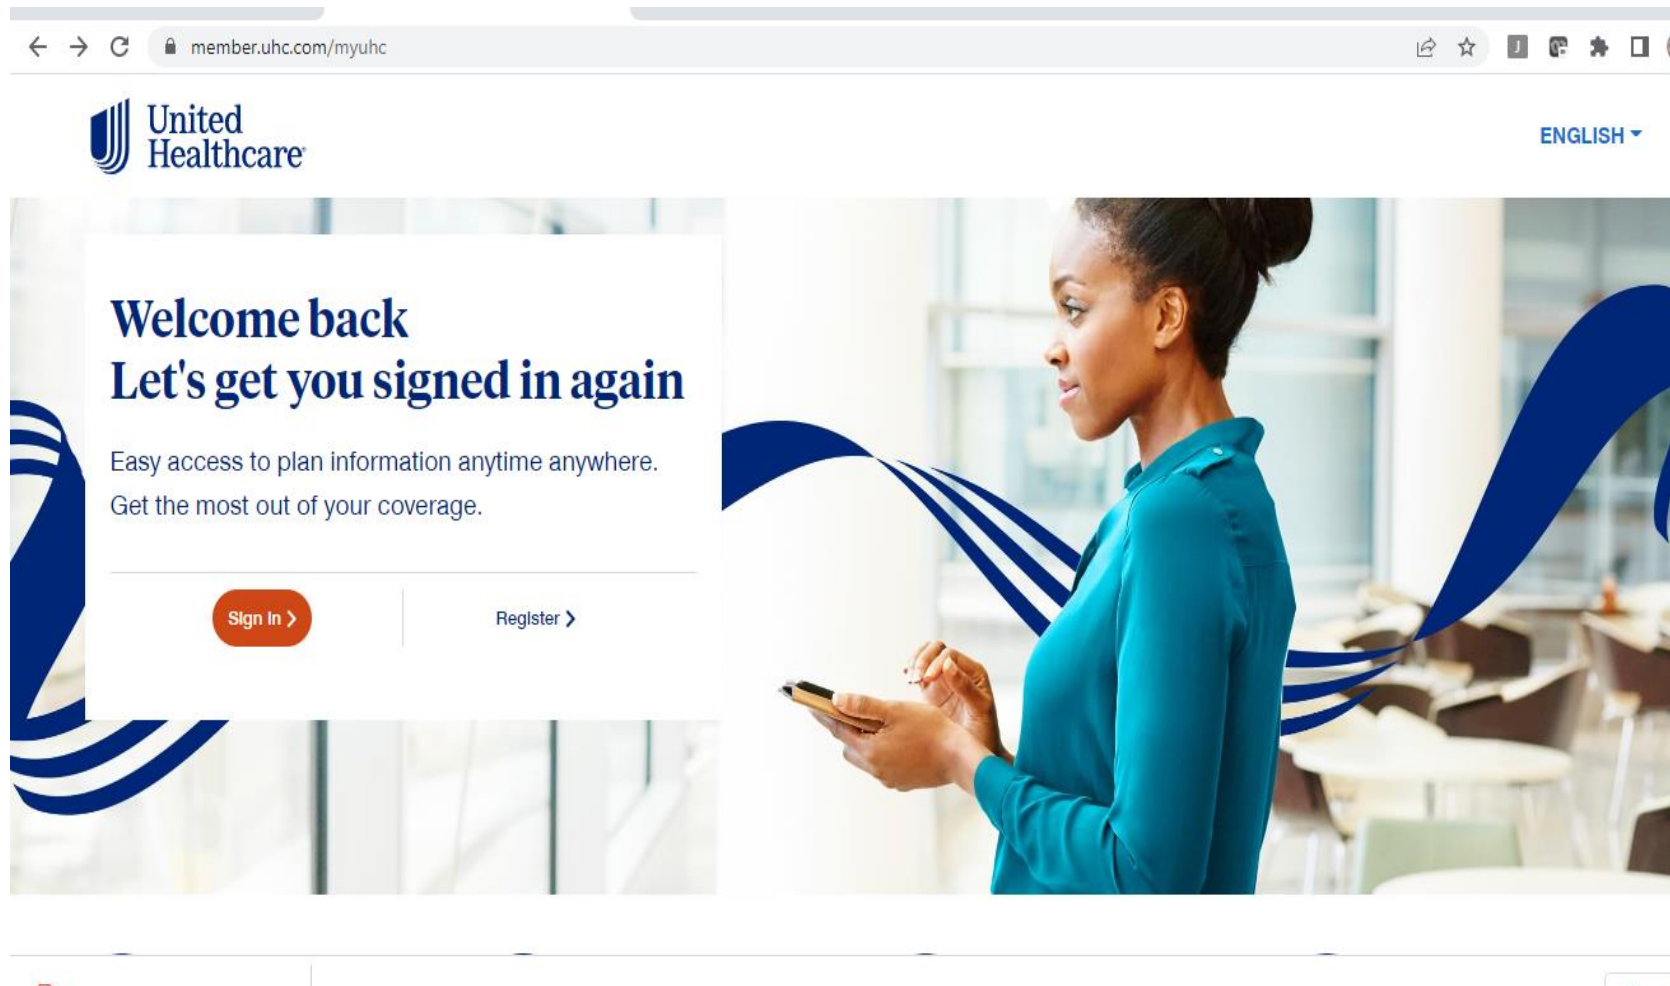 member.uhc.com/myuhc
J
United
Healthcare
ENGLISH
Welcome back
Let's get you signed in again
Easy access to plan information anytime anywhere.
Get the most out of your coverage.
Sign In
Register